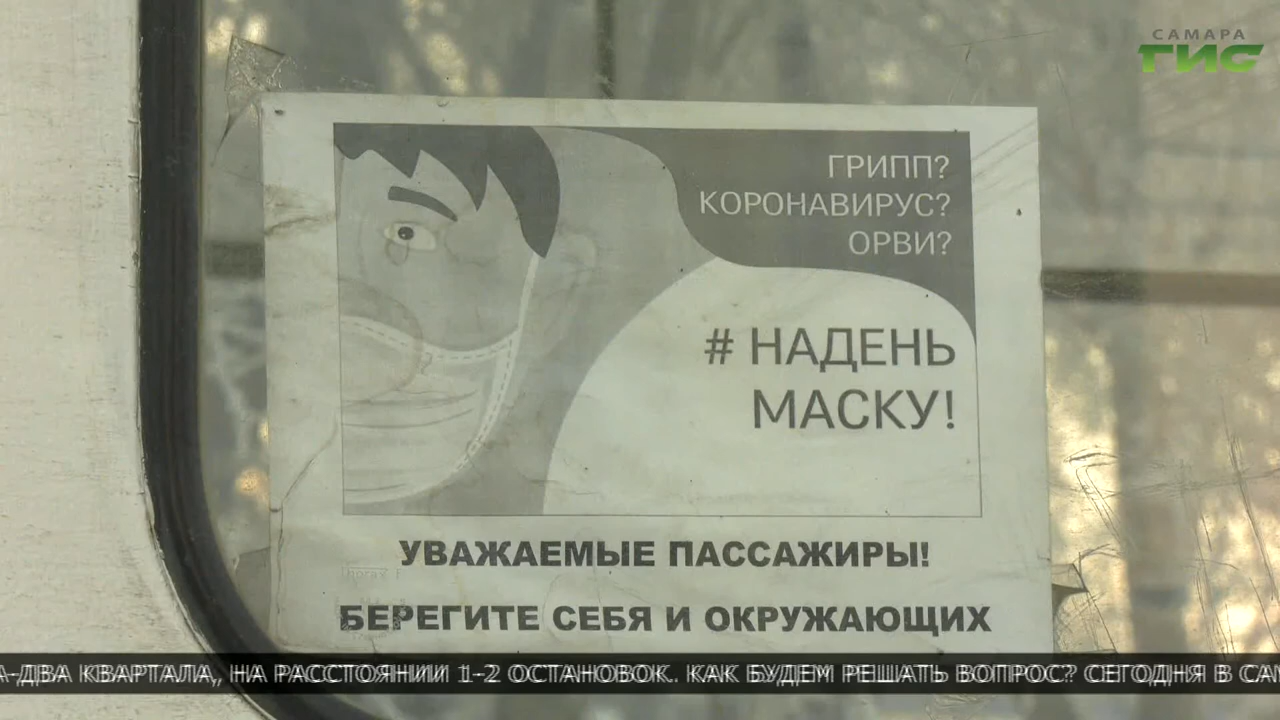 САМАРА
ГИС
ГРИПП?
КОРОНАВИРУС?
ОРВИ?
# НАДЕНЬ
МАСКУ!
УВАЖАЕМЫЕ ПАССАЖИРЫ!
БЕРЕГИТЕ СЕБЯ И ОКРУЖАЮЩИХ
А-ДВА КВАРТАЛА, НА РАССТОЯНИИ 1-2 ОСТАНОВОК. КАК БУДЕМ РЕШАТЬ ВОПРОС? СЕГОДНЯ В САМ